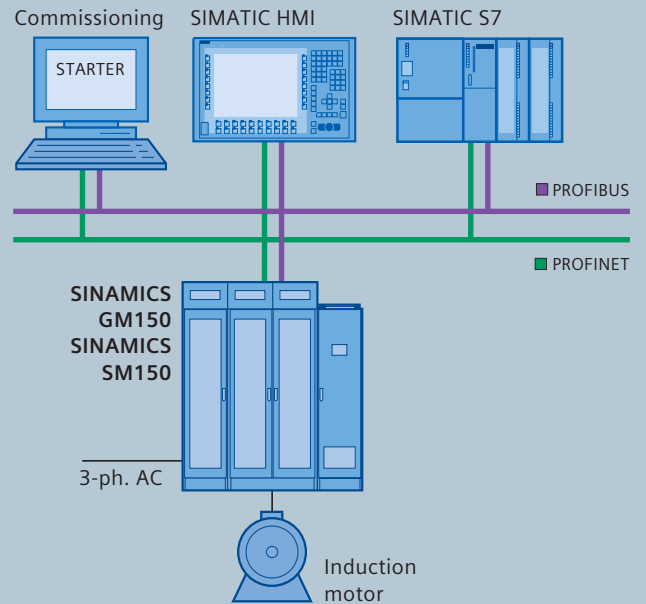 Commissioning
SIMATIC HMI
SIMATIC S7
STARTER
PROFIBUS
PROFINET
SINAMICS
GM150
SINAMICS
SM150
3-ph. AC
Induction
motor